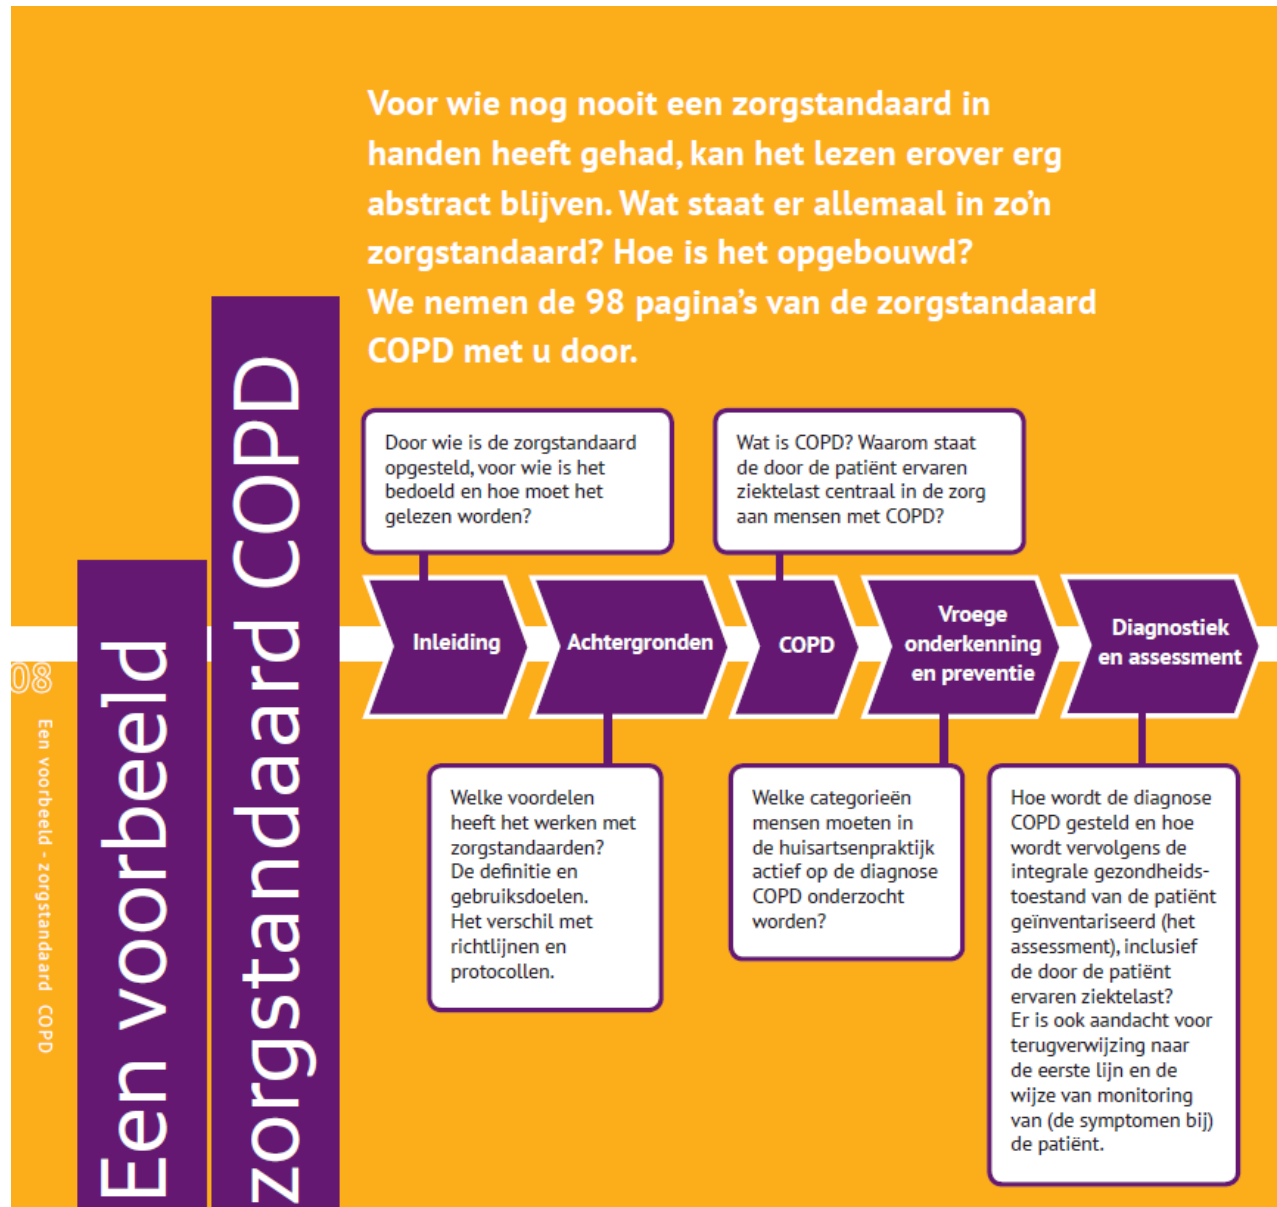 Voor wie nog nooit een zorgstandaard in
handen heeft gehad, kan het lezen erover erg
abstract blijven. Wat staat er allemaal in zo’n
zorgstandaard? Hoe is het opgebouwd?
We nemen de 98 pagina’s van de zorgstandaard
COPD met u door.
Een voorbeeld
zorgstandaard COPD
Door wie is de zorgstandaard
opgesteld, voor wie is het
bedoeld en hoe moet het
gelezen worden?
Wat is COPD? Waarom staat
de door de patiënt ervaren
ziektelast centraal in de zorg
aan mensen met COPD?
Inleiding
Achtergronden
COPD
Vroege
onderkenning
en preventie
Diagnostiek
en assessment
Welke voordelen
heeft het werken met
zorgstandaarden?
De definitie en
gebruiksdoelen.
Het verschil met
richtlijnen en
protocollen.
Welke categorieën
mensen moeten in
de huisartsenpraktijk
actief op de diagnose
COPD onderzocht
worden?
Hoe wordt de diagnose
COPD gesteld en hoe
wordt vervolgens de
integrale gezondheids-
toestand van de patiënt
geïnventariseerd (het
assessment), inclusief
de door de patiënt
ervaren ziektelast?
Er is ook aandacht voor
terugverwijzing naar
de eerste lijn en de
wijze van monitoring
van (de symptomen bij)
de patiënt.
08
Een voorbeeld - zorgstandaard COPD